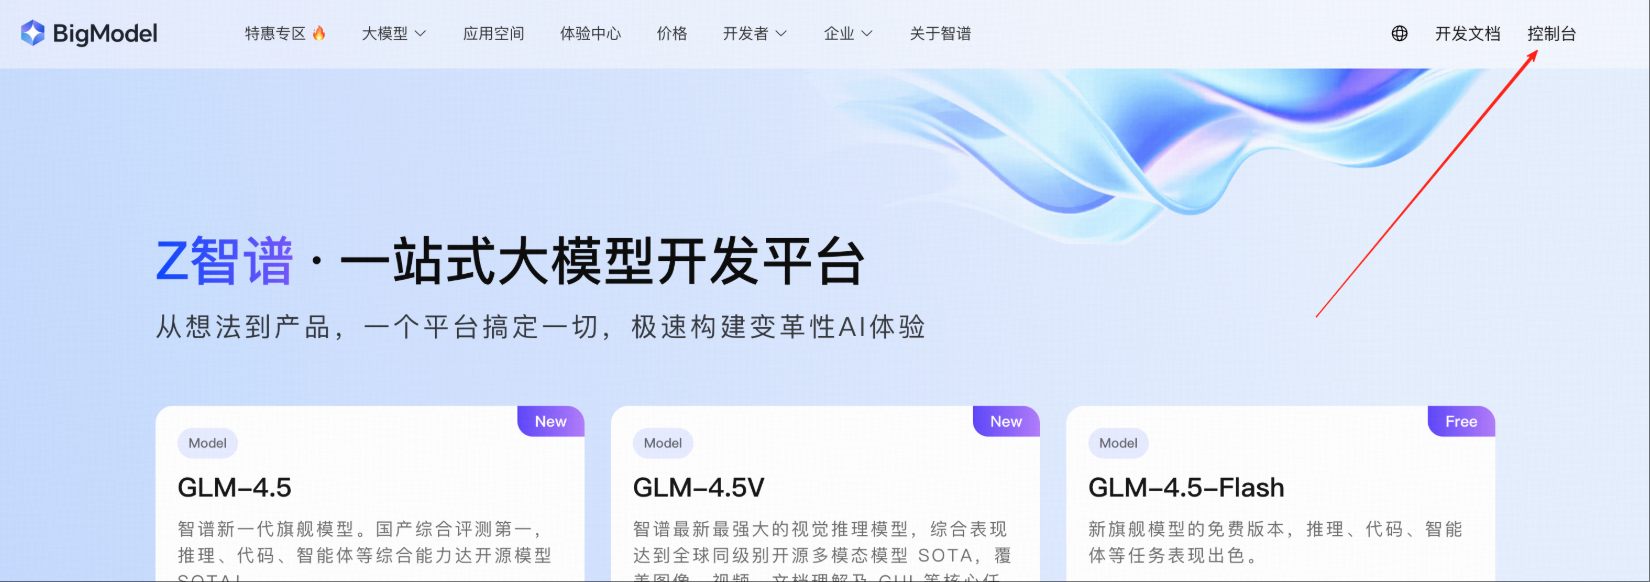 BigModel 特惠专区 大模型 应用空间 体验中心 价格 开发者 企业 关于智谱 开发文档 控制台
Z智谱 · 一站式大模型开发平台
从想法到产品，一个平台搞定一切，极速构建变革性AI体验
New
Model
GLM-4.5
智谱新一代旗舰模型。国产综合评测第一，
推理、代码、智能体等综合能力达开源模型
SOTA！
New
Model
GLM-4.5V
智谱最新最强大的视觉推理模型，综合表现
达到全球同级别开源多模态模型 SOTA，覆
盖图像、视频、文档理解及 GUI 等核心任
Free
Model
GLM-4.5-Flash
新旗舰模型的免费版本，推理、代码、智能
体等任务表现出色。